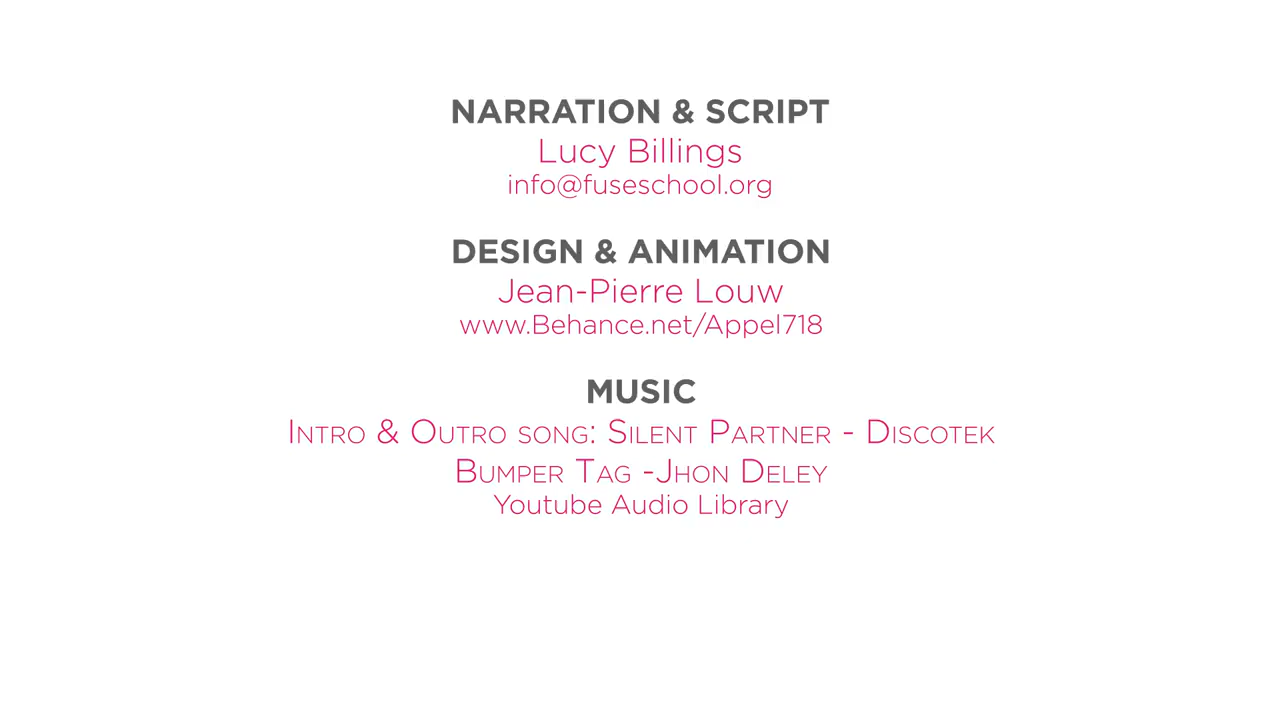 NARRATION & SCRIPT
Lucy Billings
info@fuseschool.org
DESIGN & ANIMATION
Jean-Pierre Louw
www.Behance.net/Appel718
MUSIC
Intro & Outro song: Silent Partner - Discotek
Bumper Tag -Jhon Deley
Youtube Audio Library